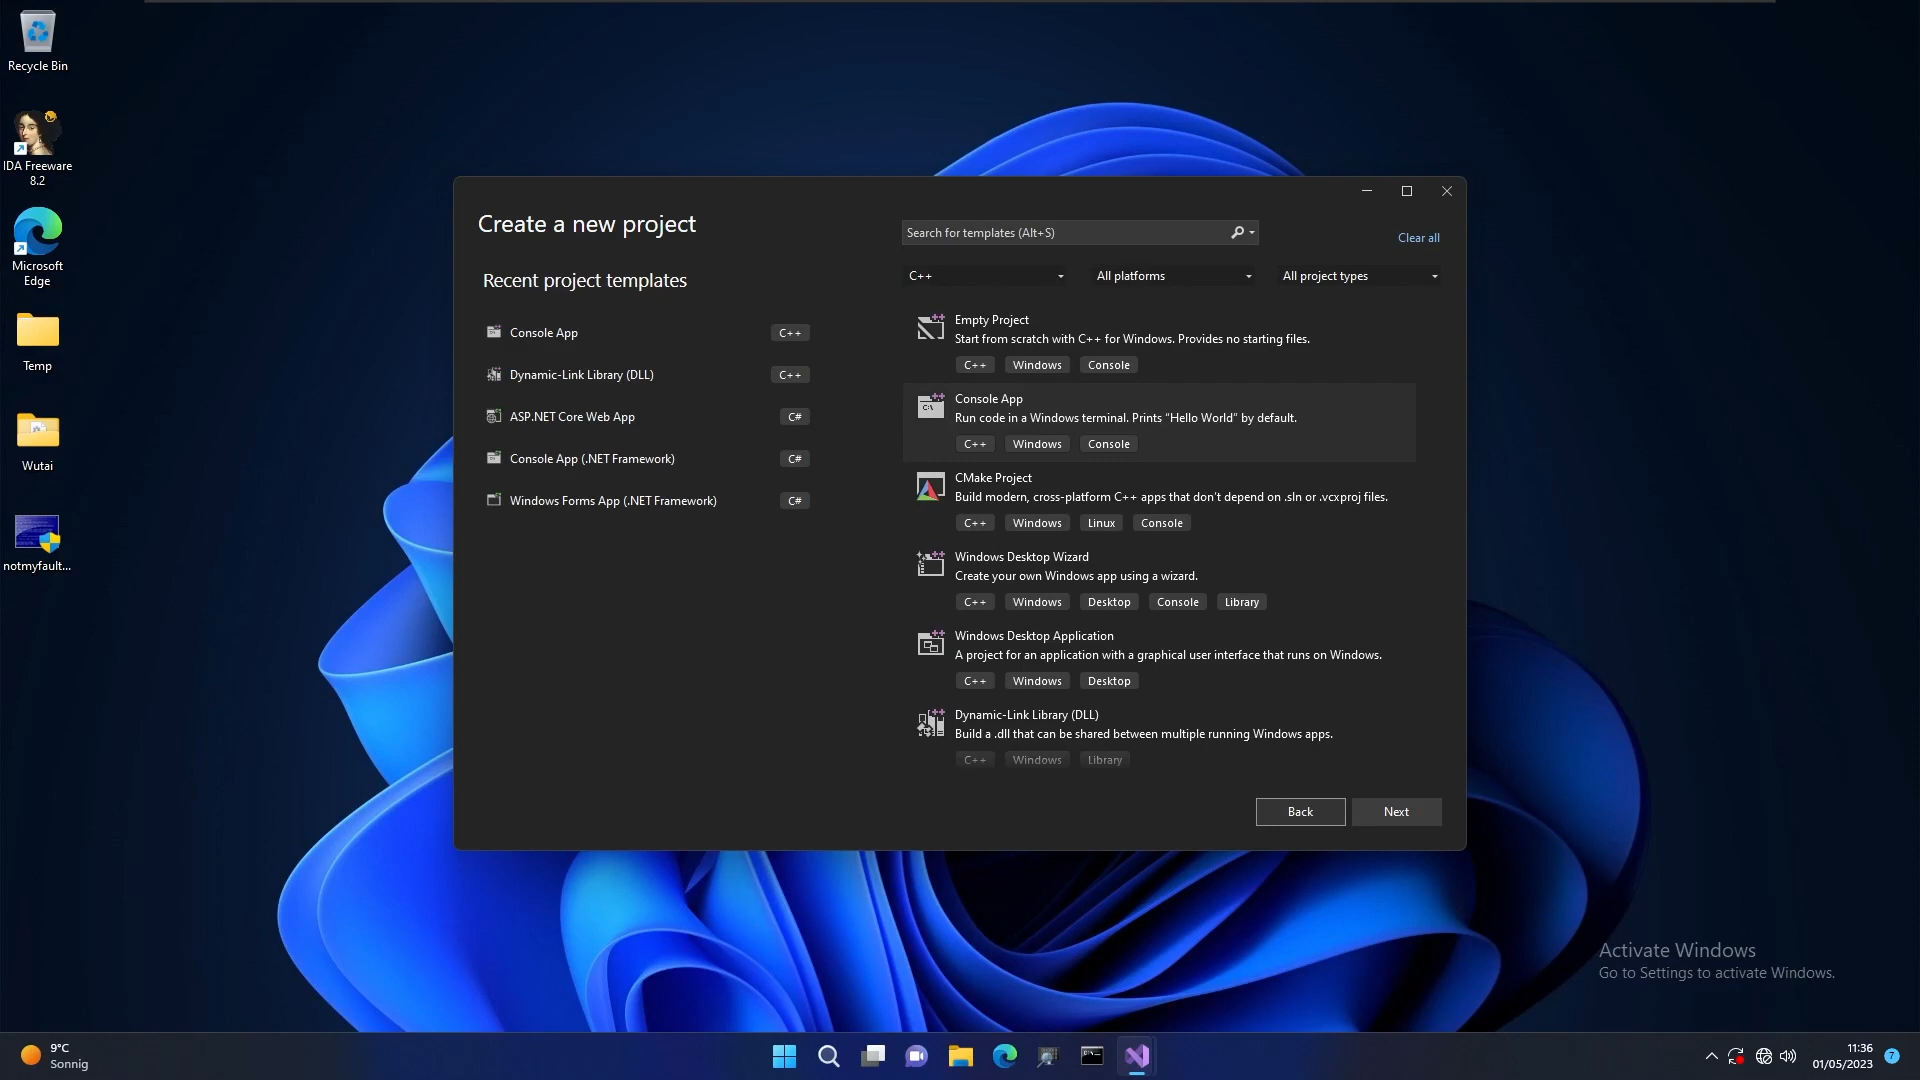 Recycle Bin
IDA Freeware
8.2
Microsoft
Edge
Temp
Wutai
notmyfault...
Create a new project
Search for templates (Alt+S)
Clear all
C++
All platforms
All project types
Recent project templates
Console App
C++
Dynamic-Link Library (DLL)
C++
ASP.NET Core Web App
C#
Console App (.NET Framework)
C#
Windows Forms App (.NET Framework)
C#
Empty Project
Start from scratch with C++ for Windows. Provides no starting files.
C++ Windows Console
Console App
Run code in a Windows terminal. Prints “Hello World” by default.
C++ Windows Console
CMake Project
Build modern, cross-platform C++ apps that don't depend on .sln or .vcxproj files.
C++ Windows Linux Console
Windows Desktop Wizard
Create your own Windows app using a wizard.
C++ Windows Desktop Console Library
Windows Desktop Application
A project for an application with a graphical user interface that runs on Windows.
C++ Windows Desktop
Dynamic-Link Library (DLL)
Build a .dll that can be shared between multiple running Windows apps.
C++ Windows Library
Back
Next
Activate Windows
Go to Settings to activate Windows.
9°C
Sonnig
11:36
01/05/2023
7